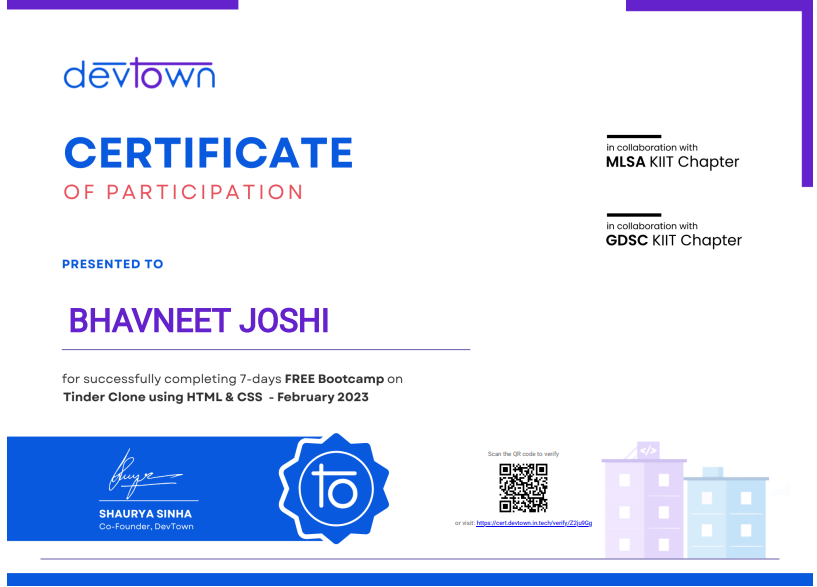 devtown
CERTIFICATE
OF PARTICIPATION
in collaboration with
MLSA KIIT Chapter
in collaboration with
GDSC KIIT Chapter
PRESENTED TO
BHAVNEET JOSHI
for successfully completing 7-days FREE Bootcamp on
Tinder Clone using HTML & CSS - February 2023
SHAURYA SINHA
Co-Founder, DevTown
to
Scan the QR code to verify
or visit: https://cert.devtown.in.tech/verify/Z2ju9Gg
</>